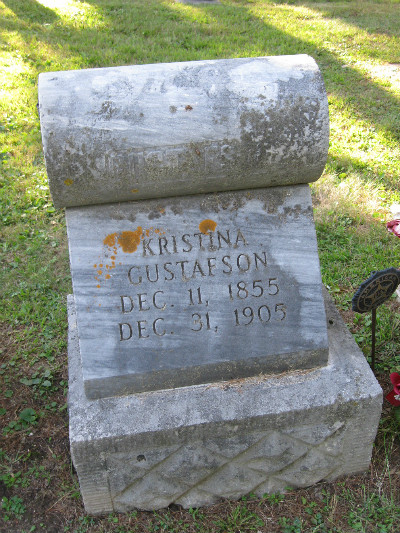 KRISTINA
GUSTAFSON
DEC. 11, 1855
DEC. 31, 1905